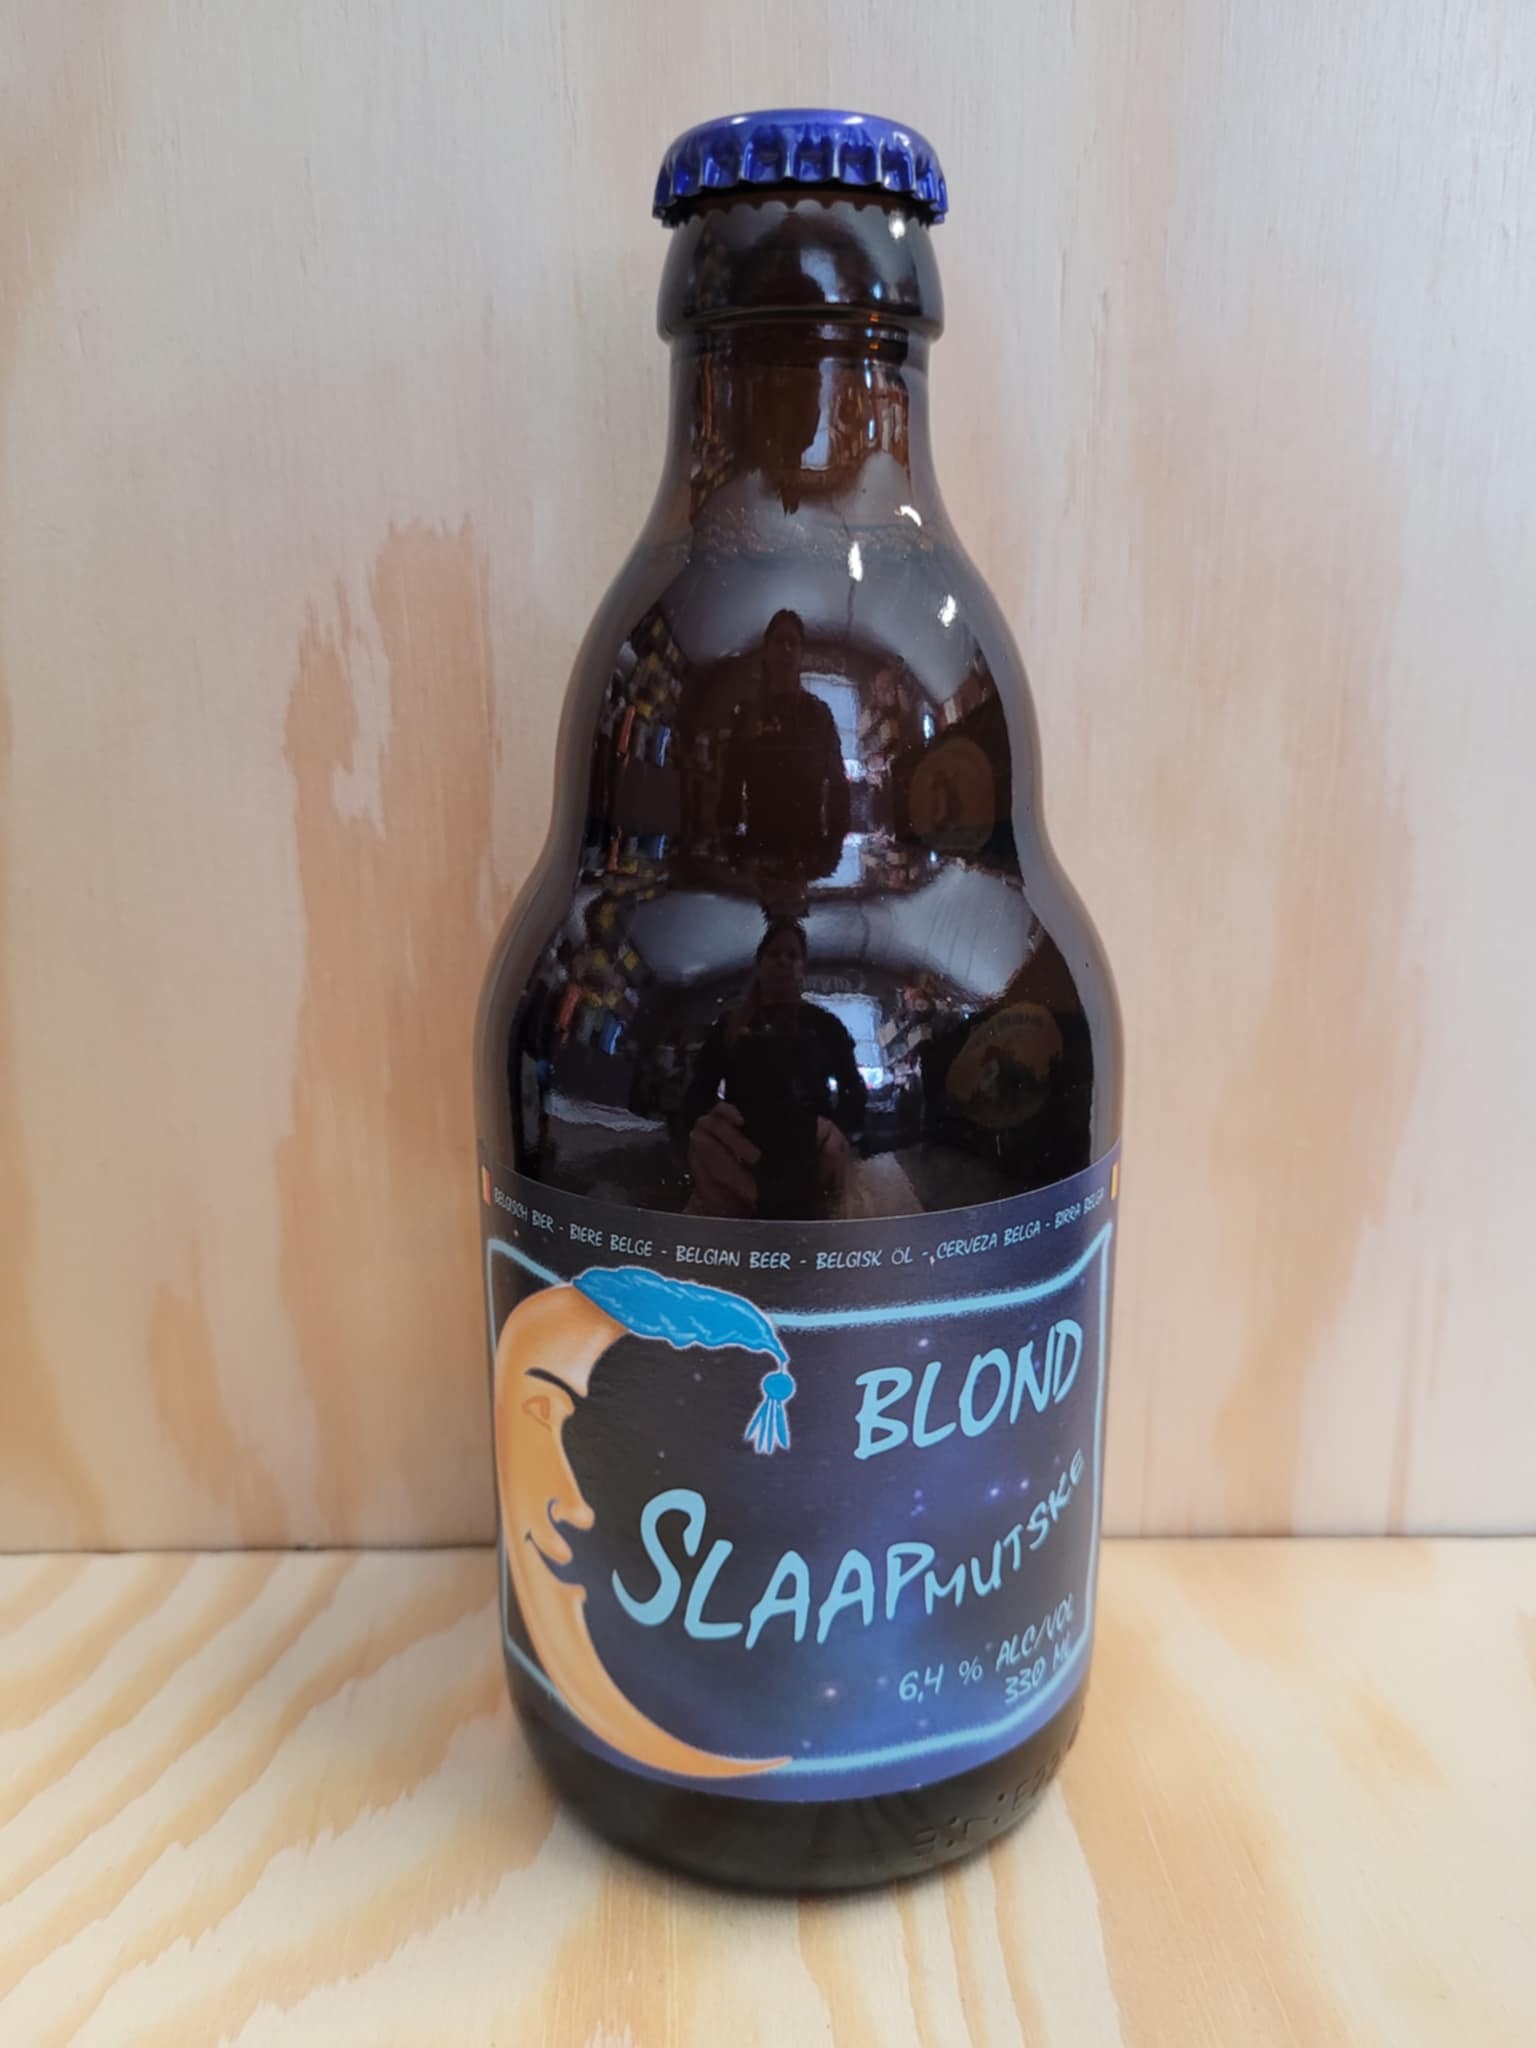 BELGISCH BIER - BIERE BELGE - BELGIAN BEER - BELGISK ÖL - CERVEZA BELGA - BIRRA BELGA
BLOND
SLAAPMUTSKE
6,4 % ALC/VOL
330 ML